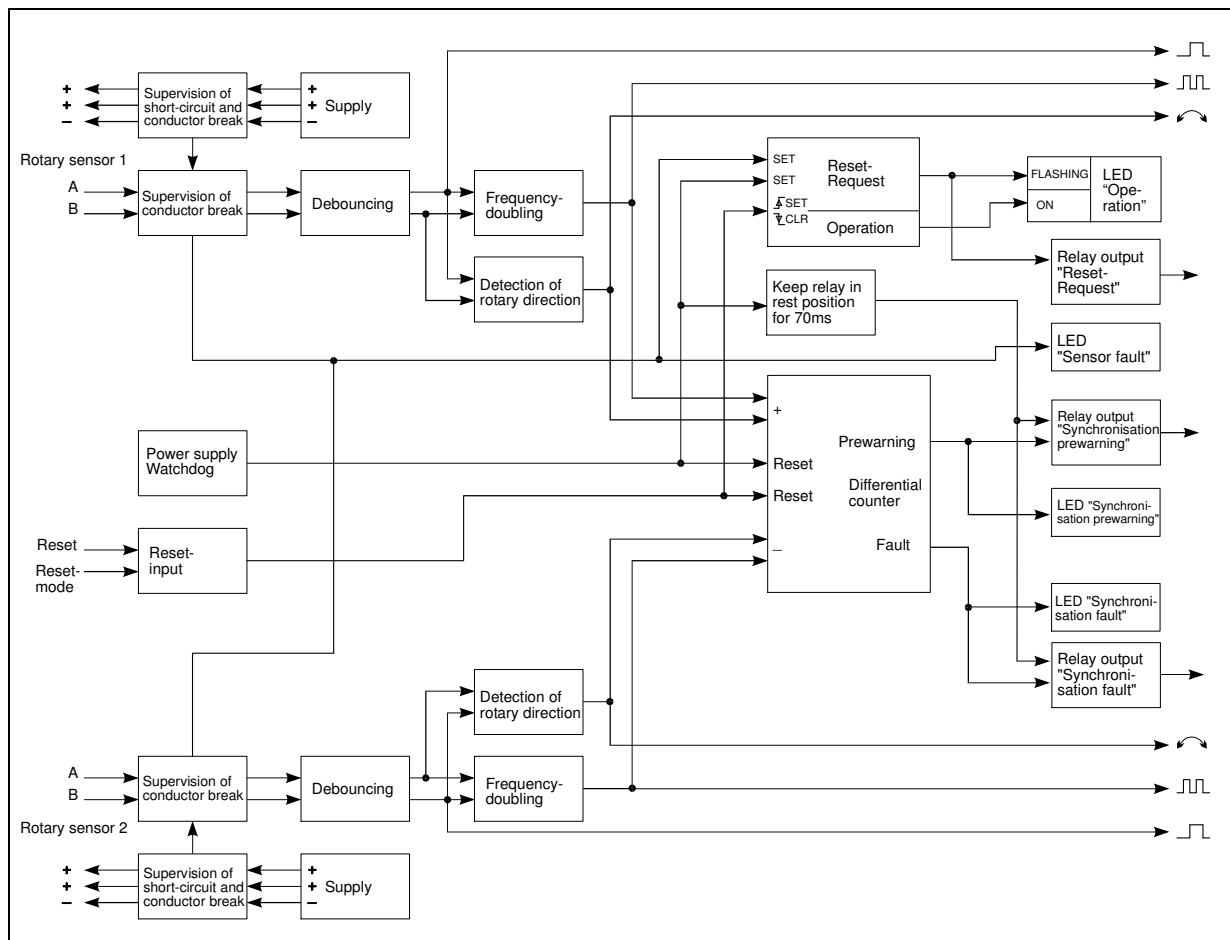 +
+
–
Supervision of
short-circuit and
conductor break
+
+
–
Supply
Rotary sensor 1
A
B
Supervision of
conductor break
Debouncing
Frequency-
doubling
Detection of
rotary direction
SET
SET
SET
CLR
Reset-
Request
Operation
FLASHING
ON
LED
“Ope-
ration”
Relay output
"Reset-
Request"
Keep relay in
rest position
for 70ms
LED
"Sensor fault"
Power supply
Watchdog
+
Reset
Reset
–
Prewarning
Differential
counter
Fault
Relay output
"Synchronisation
prewarning"
LED "Synchroni-
sation prewarning"
Reset
Reset-
mode
Reset-
input
LED "Synchroni-
sation fault"
Relay output
"Synchroni-
sation fault"
Detection of
rotary direction
A
B
Supervision of
conductor break
Debouncing
Frequency-
doubling
Rotary sensor 2
+
+
–
Supervision of
short-circuit and
conductor break
+
+
–
Supply